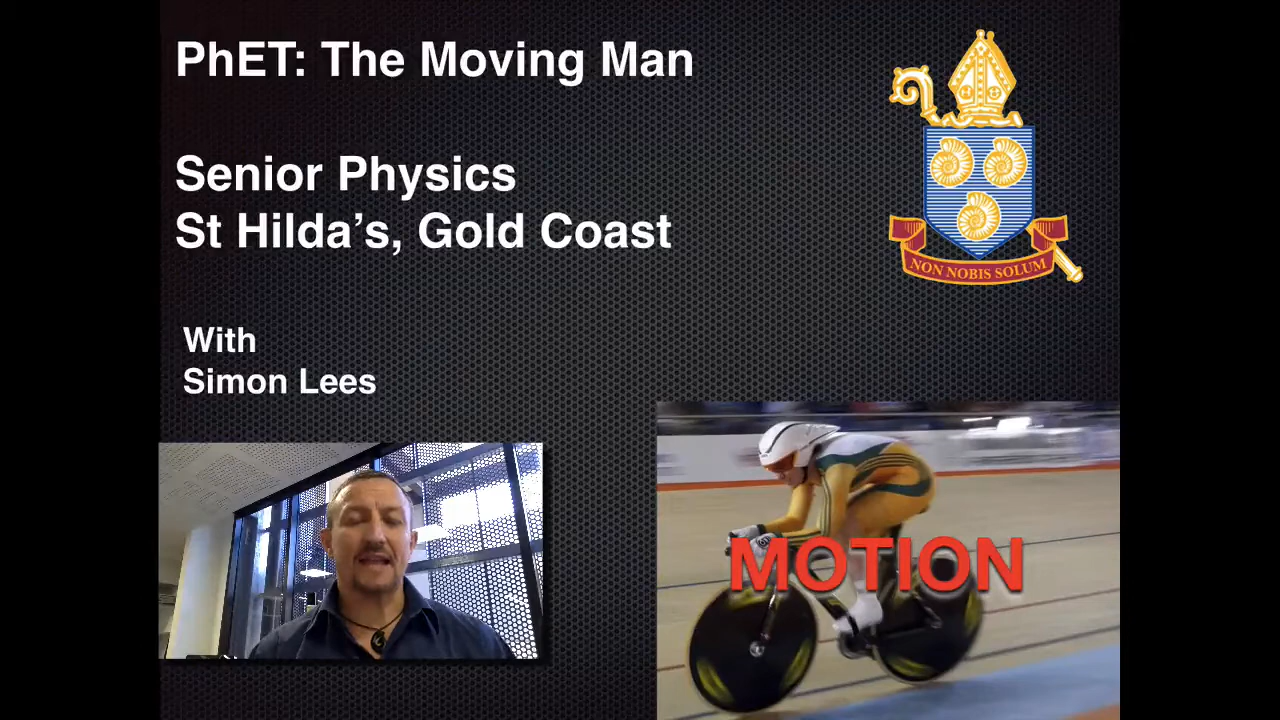 PhET: The Moving Man
Senior Physics
St Hilda’s, Gold Coast
NON NOBIS SOLUM
With
Simon Lees
MOTION